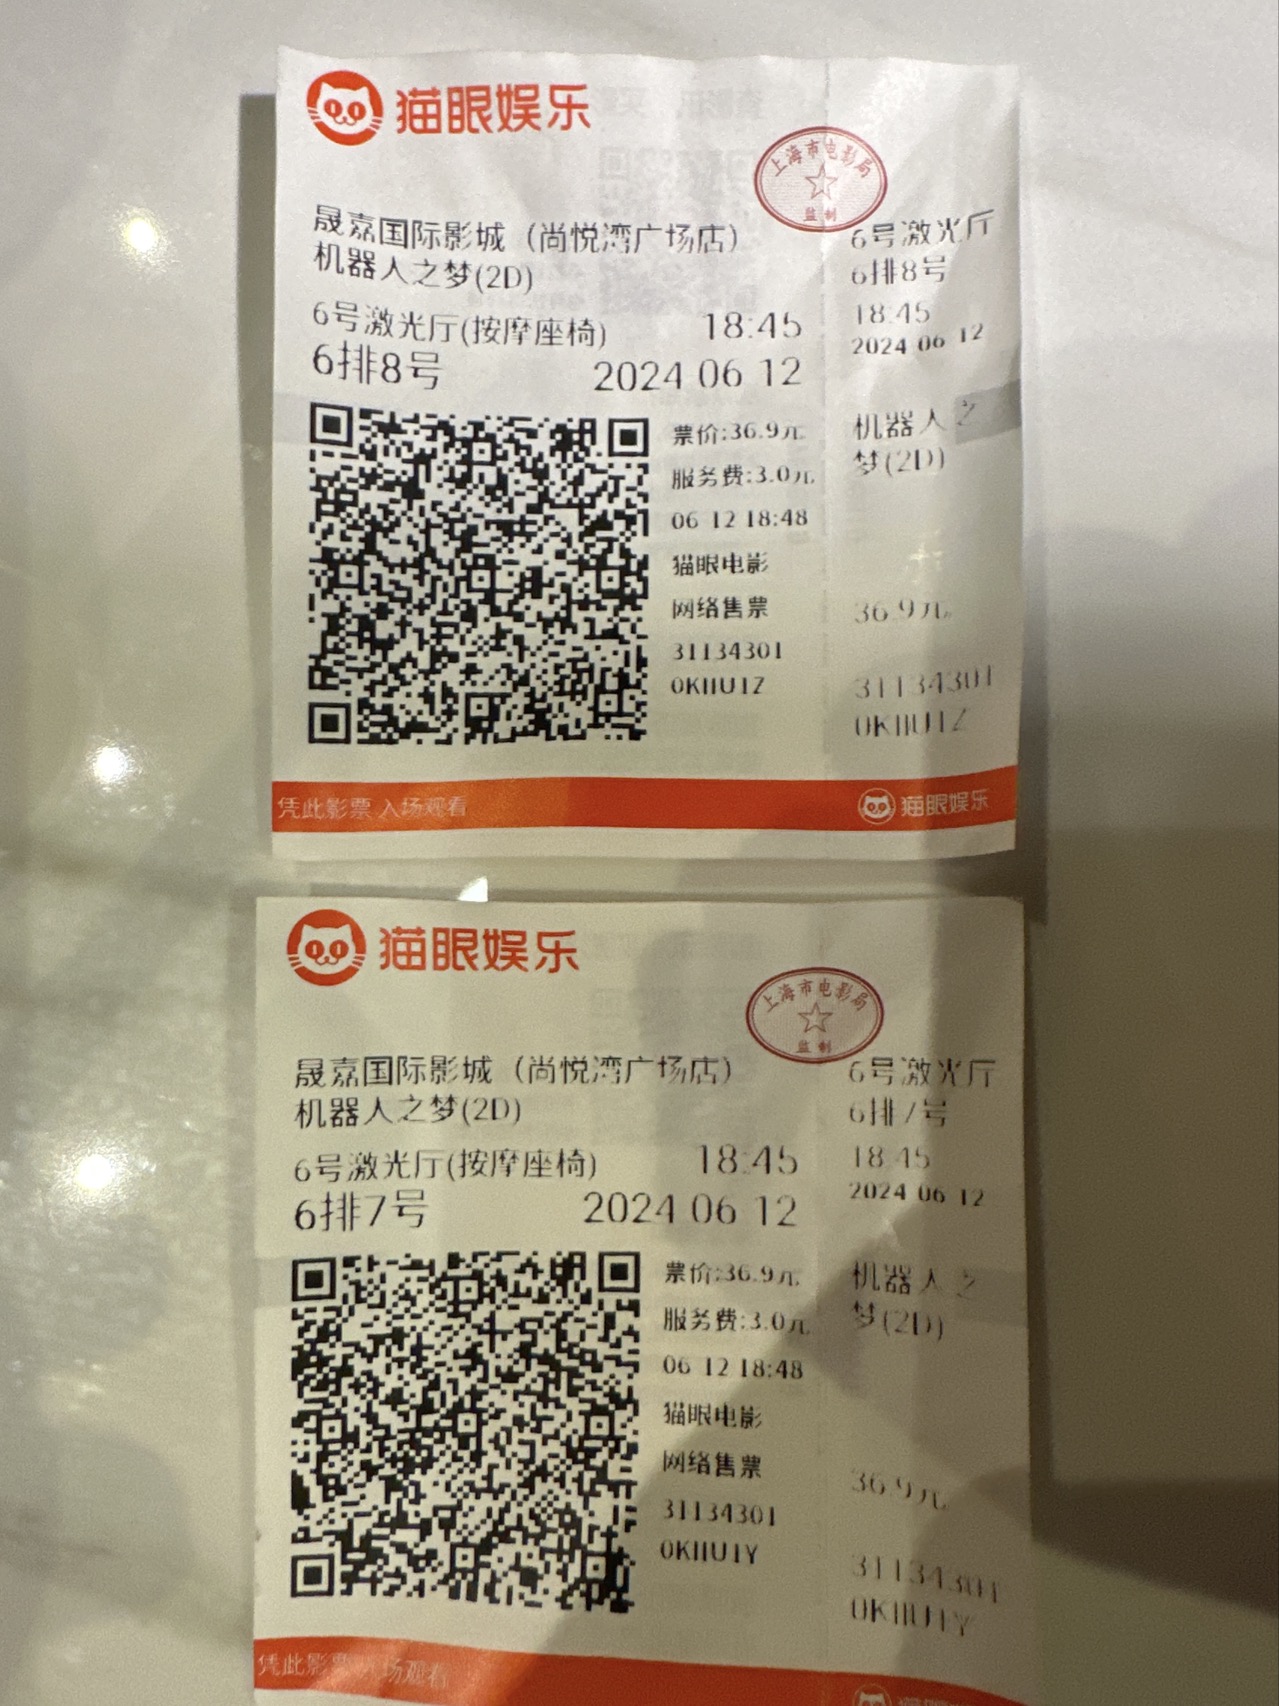 猫眼娱乐
上海市电影局
监制
晟嘉国际影城（尚悦湾广场店）
机器人之梦(2D)
6号激光厅(按摩座椅) 18:45
6排8号 2024 06 12
票价:36.9元
服务费:3.0元
06 12 18:48
猫眼电影
网络售票
31134301
0KIIU1Z
6号激光厅
6排8号
18:45
2024 06 12
机器人之
梦(2D)
36.9元
31134301
0KIIU1Z
凭此影票 入场观看
猫眼娱乐
猫眼娱乐
上海市电影局
监制
晟嘉国际影城（尚悦湾广场店）
机器人之梦(2D)
6号激光厅(按摩座椅) 18:45
6排7号 2024 06 12
票价:36.9元
服务费:3.0元
06 12 18:48
猫眼电影
网络售票
31134301
0KIIU1Y
6号激光厅
6排7号
18:45
2024 06 12
机器人之
梦(2D)
36.9元
31134301
0KIIU1Y
凭此影票 入场观看